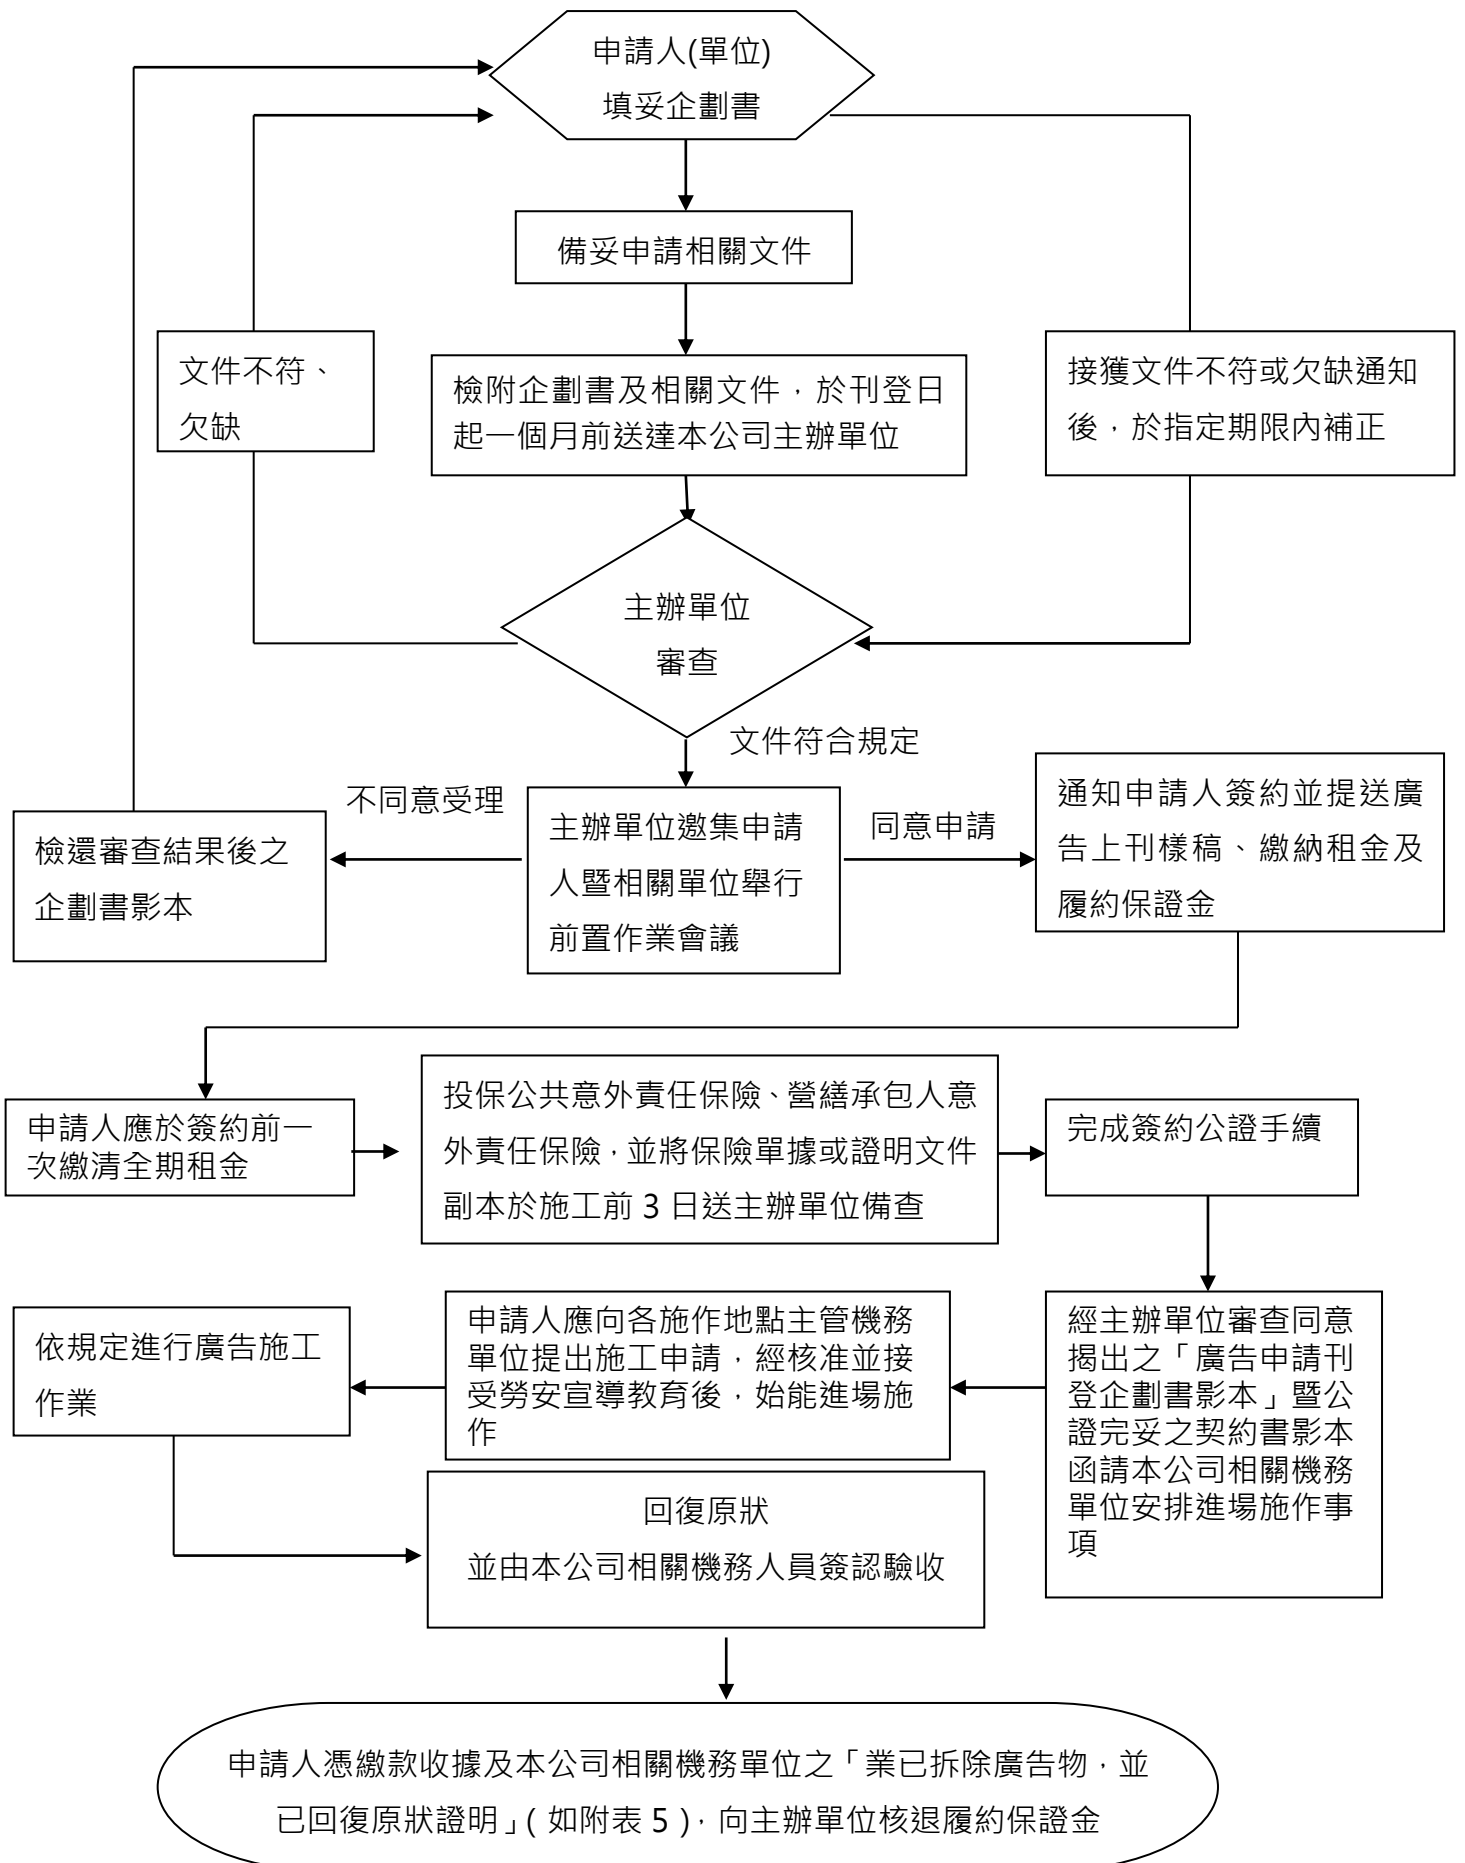 申請人(單位)
填妥企劃書
備妥申請相關文件
文件不符、
欠缺
檢附企劃書及相關文件，於刊登日
起一個月前送達本公司主辦單位
接獲文件不符或欠缺通知
後，於指定期限內補正
主辦單位
審查
文件符合規定
不同意受理
同意申請
檢還審查結果後之
企劃書影本
主辦單位邀集申請
人暨相關單位舉行
前置作業會議
通知申請人簽約並提送廣
告上刊樣稿、繳納租金及
履約保證金
申請人應於簽約前一
次繳清全期租金
投保公共意外責任保險、營繕承包人意
外責任保險，並將保險單據或證明文件
副本於施工前 3 日送主辦單位備查
完成簽約公證手續
依規定進行廣告施工
作業
申請人應向各施作地點主管機務
單位提出施工申請，經核准並接
受勞安宣導教育後，始能進場施
作
經主辦單位審查同意
揭出之「廣告申請刊
登企劃書影本」暨公
證完妥之契約書影本
函請本公司相關機務
單位安排進場施作事
項
回復原狀
並由本公司相關機務人員簽認驗收
申請人憑繳款收據及本公司相關機務單位之「業已拆除廣告物，並
已回復原狀證明」( 如附表 5 )，向主辦單位核退履約保證金